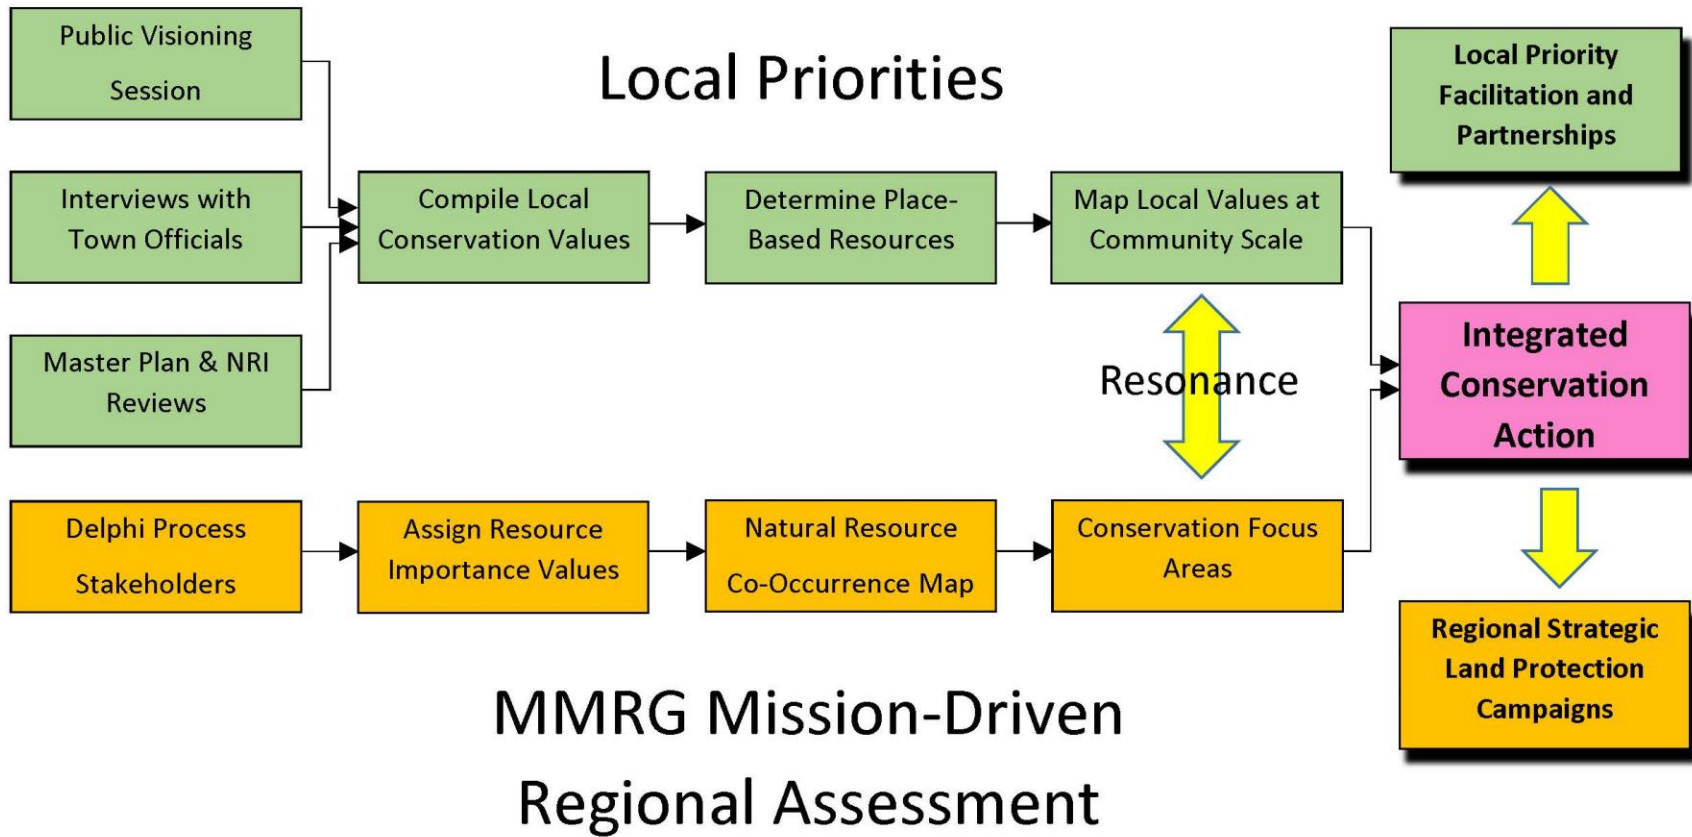 Public Visioning
Session
Local Priorities
Local Priority
Facilitation and
Partnerships
Interviews with
Town Officials
Compile Local
Conservation Values
Determine Place-
Based Resources
Map Local Values at
Community Scale
Master Plan & NRI
Reviews
Resonance
Integrated
Conservation
Action
Delphi Process
Stakeholders
Assign Resource
Importance Values
Natural Resource
Co-Occurrence Map
Conservation Focus
Areas
Regional Strategic
Land Protection
Campaigns
MMRG Mission-Driven
Regional Assessment